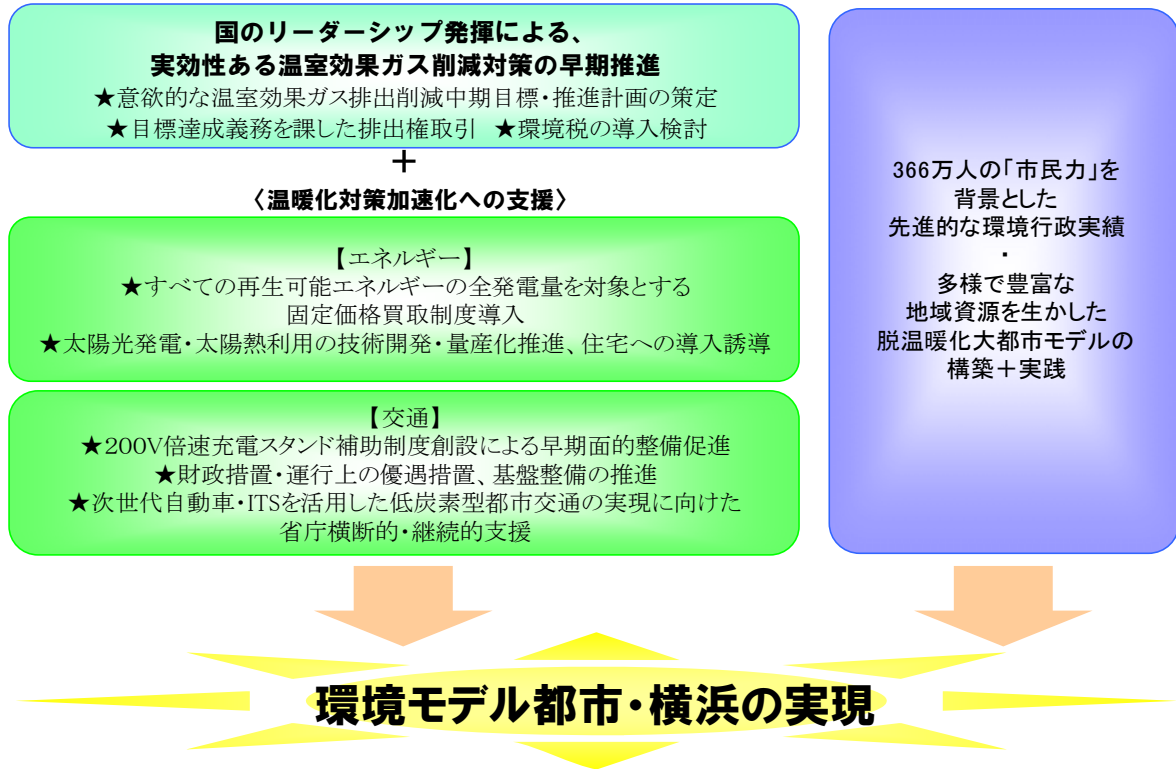 国のリーダーシップ発揮による、
実効性ある温室効果ガス削減対策の早期推進
★意欲的な温室効果ガス排出削減中期目標・推進計画の策定
★目標達成義務を課した排出権取引　★環境税の導入検討
＋
〈温暖化対策加速化への支援〉
【エネルギー】
★すべての再生可能エネルギーの全発電量を対象とする
固定価格買取制度導入
★太陽光発電・太陽熱利用の技術開発・量産化推進、住宅への導入誘導
【交通】
★200V倍速充電スタンド補助制度創設による早期面的整備促進
★財政措置・運行上の優遇措置、基盤整備の推進
★次世代自動車・ITSを活用した低炭素型都市交通の実現に向けた
省庁横断的・継続的支援
366万人の「市民力」を
背景とした
先進的な環境行政実績
・
多様で豊富な
地域資源を生かした
脱温暖化大都市モデルの
構築＋実践
環境モデル都市・横浜の実現